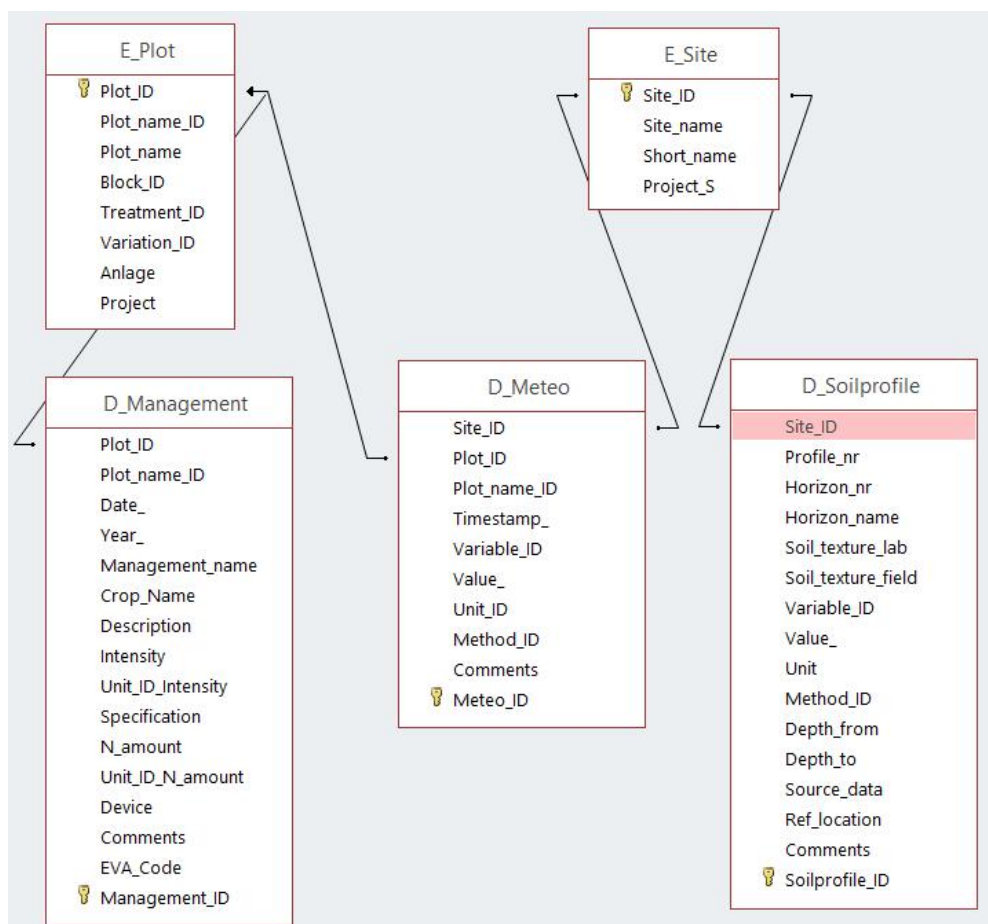 E_Plot
Plot_ID
Plot_name_ID
Plot_name
Block_ID
Treatment_ID
Variation_ID
Anlage
Project
E_Site
Site_ID
Site_name
Short_name
Project_S
D_Management
Plot_ID
Plot_name_ID
Date_
Year_
Management_name
Crop_Name
Description
Intensity
Unit_ID_Intensity
Specification
N_amount
Unit_ID_N_amount
Device
Comments
EVA_Code
Management_ID
D_Meteo
Site_ID
Plot_ID
Plot_name_ID
Timestamp_
Variable_ID
Value_
Unit_ID
Method_ID
Comments
Meteo_ID
D_Soilprofile
Site_ID
Profile_nr
Horizon_nr
Horizon_name
Soil_texture_lab
Soil_texture_field
Variable_ID
Value_
Unit
Method_ID
Depth_from
Depth_to
Source_data
Ref_location
Comments
Soilprofile_ID